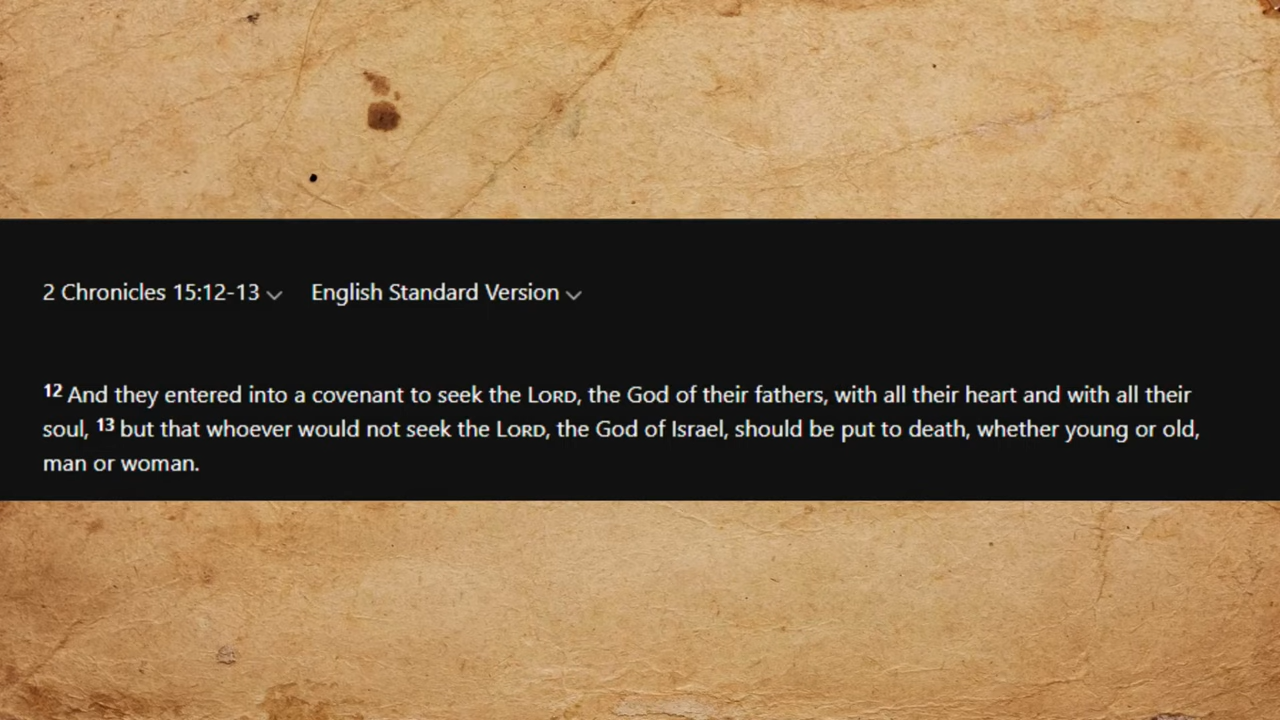 2 Chronicles 15:12-13 English Standard Version
12 And they entered into a covenant to seek the LORD, the God of their fathers, with all their heart and with all their
soul, 13 but that whoever would not seek the LORD, the God of Israel, should be put to death, whether young or old,
man or woman.